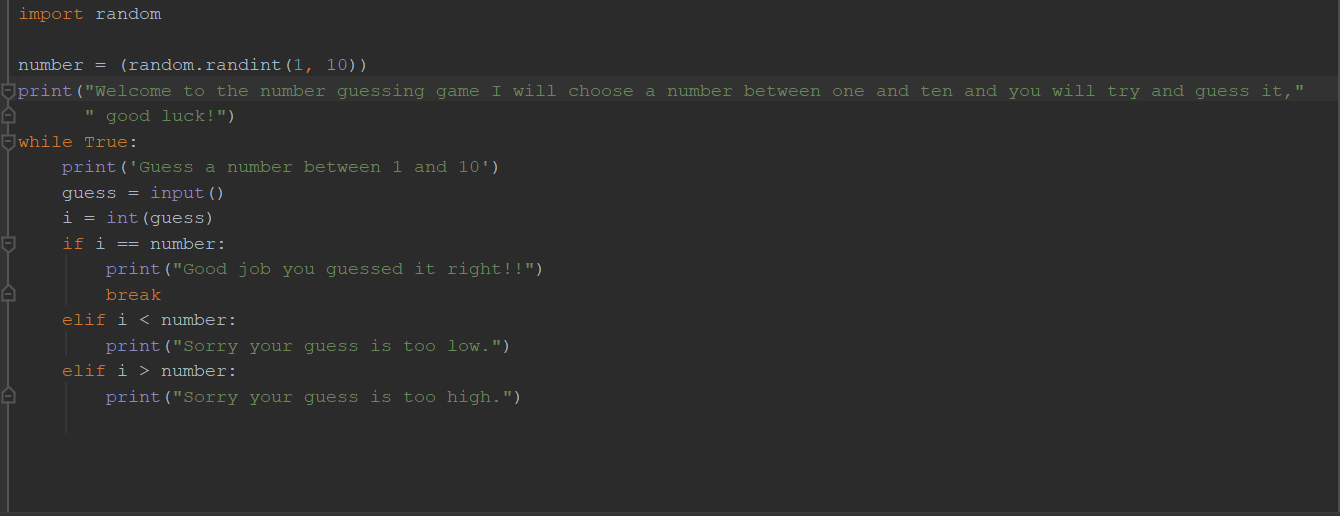 import random
number = (random.randint(1, 10))
print("Welcome to the number guessing game I will choose a number between one and ten and you will try and guess it,"
      " good luck!")
while True:
    print('Guess a number between 1 and 10')
    guess = input()
    i = int(guess)
    if i == number:
        print("Good job you guessed it right!!")
        break
    elif i < number:
        print("Sorry your guess is too low.")
    elif i > number:
        print("Sorry your guess is too high.")